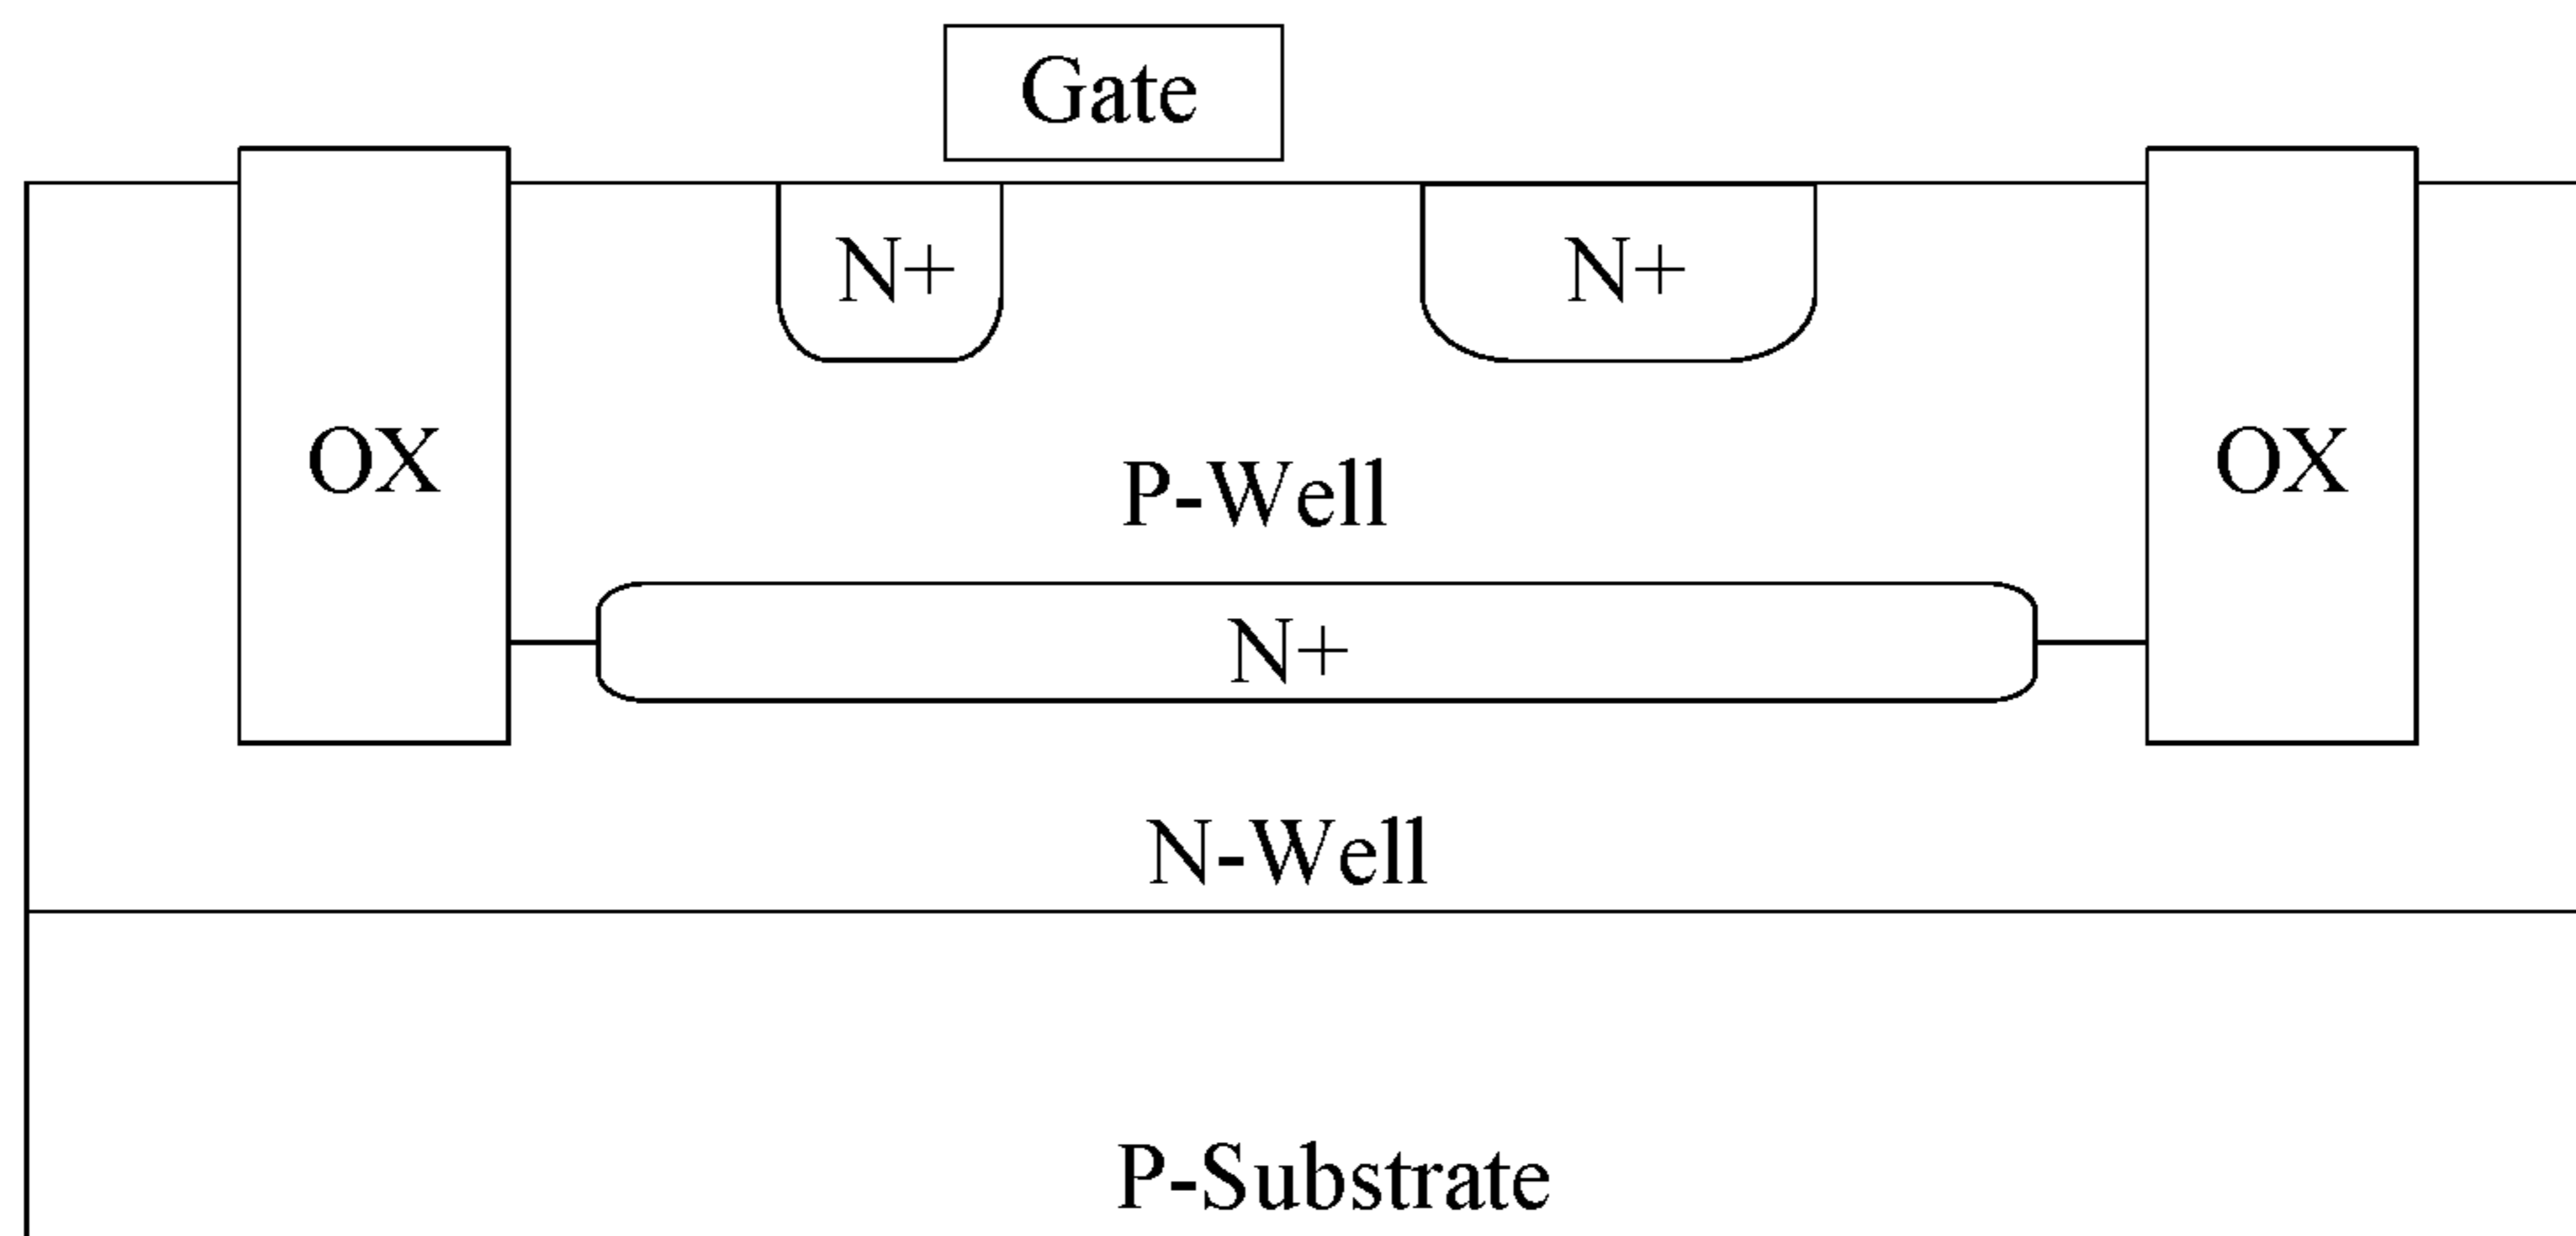 Gate
N+
N+
OX
OX
P-Well
N+
N-Well
P-Substrate